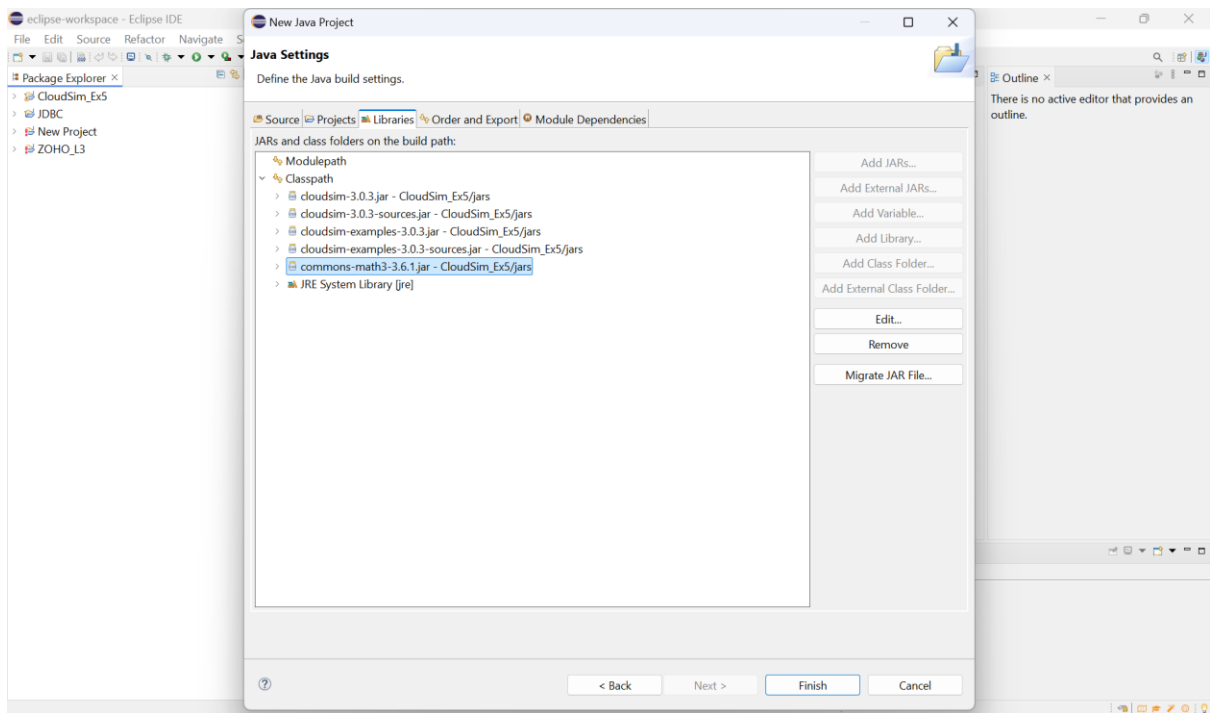 eclipse-workspace - Eclipse IDE
File Edit Source Refactor Navigate
Package Explorer
CloudSim_Ex5
JDBC
New Project
ZOHO_L3
New Java Project
Java Settings
Define the Java build settings.
Source Projects Libraries Order and Export Module Dependencies
JARs and class folders on the build path:
Modulepath
Classpath
cloudsim-3.0.3.jar - CloudSim_Ex5/jars
cloudsim-3.0.3-sources.jar - CloudSim_Ex5/jars
cloudsim-examples-3.0.3.jar - CloudSim_Ex5/jars
cloudsim-examples-3.0.3-sources.jar - CloudSim_Ex5/jars
commons-math3-3.6.1.jar - CloudSim_Ex5/jars
JRE System Library [jre]
Add JARs...
Add External JARs...
Add Variable...
Add Library...
Add Class Folder...
Add External Class Folder...
Edit...
Remove
Migrate JAR File...
< Back Next > Finish Cancel
Outline
There is no active editor that provides an
outline.